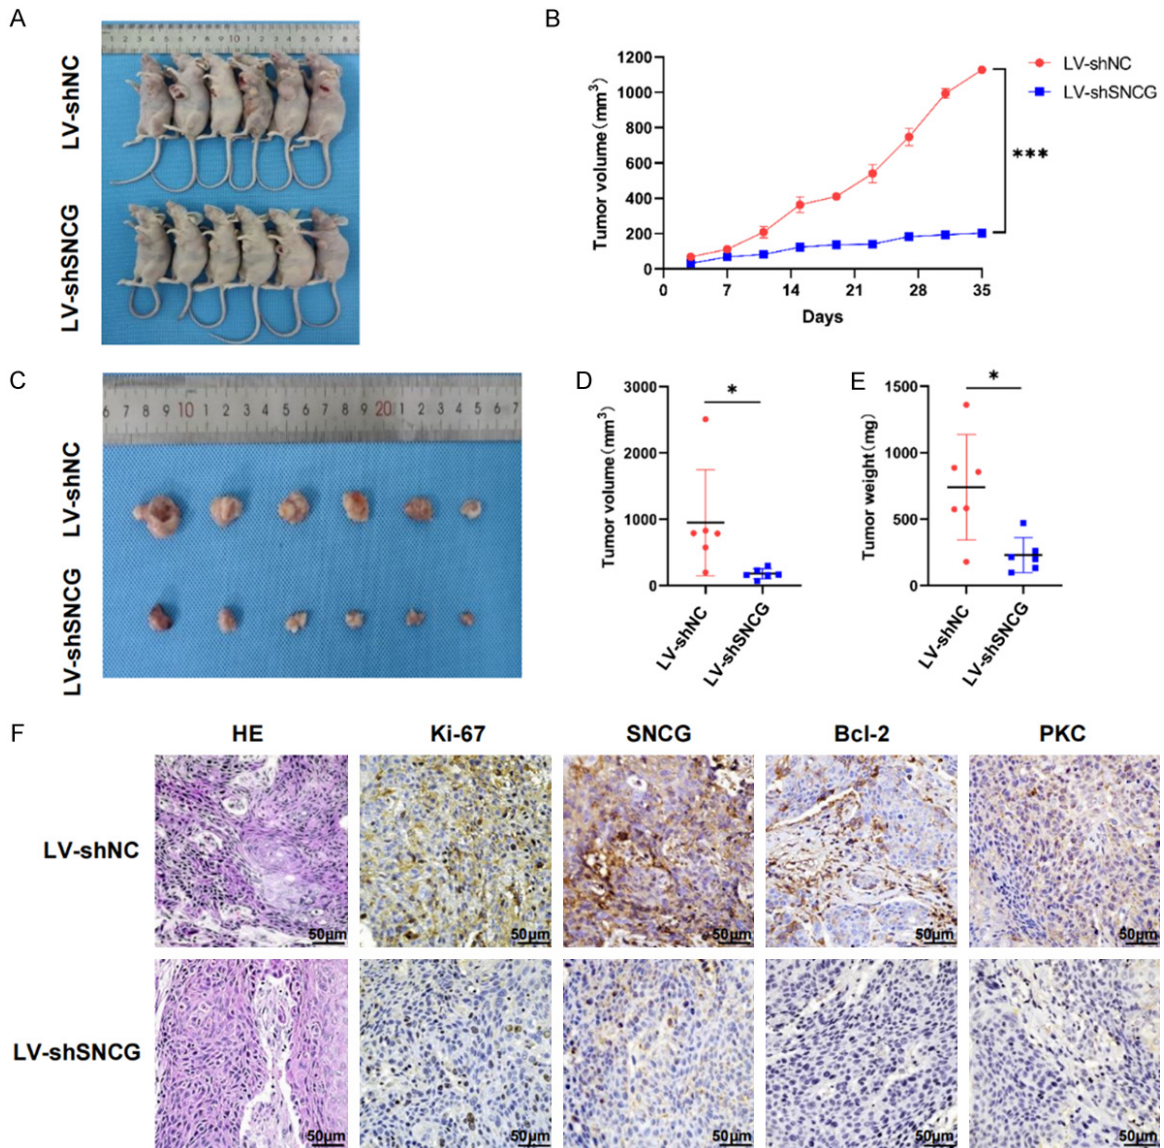 A
LV-shNC
LV-shSNCG
B
Tumor volume (mm³)
1200
1000
800
600
400
200
0
0 7 14 21 28 35
Days
LV-shNC
LV-shSNCG
***
C
6 7 8 9 10 1 2 3 4 5 6 7 8 9 20 1 2 3 4 5 6 7
LV-shNC
LV-shSNCG
D
Tumor volume (mm³)
3000
2000
1000
0
*
LV-shNC
LV-shSNCG
E
Tumor weight (mg)
1500
1000
500
0
*
LV-shNC
LV-shSNCG
F
HE Ki-67 SNCG Bcl-2 PKC
LV-shNC
50μm 50μm 50μm 50μm 50μm
LV-shSNCG
50μm 50μm 50μm 50μm 50μm